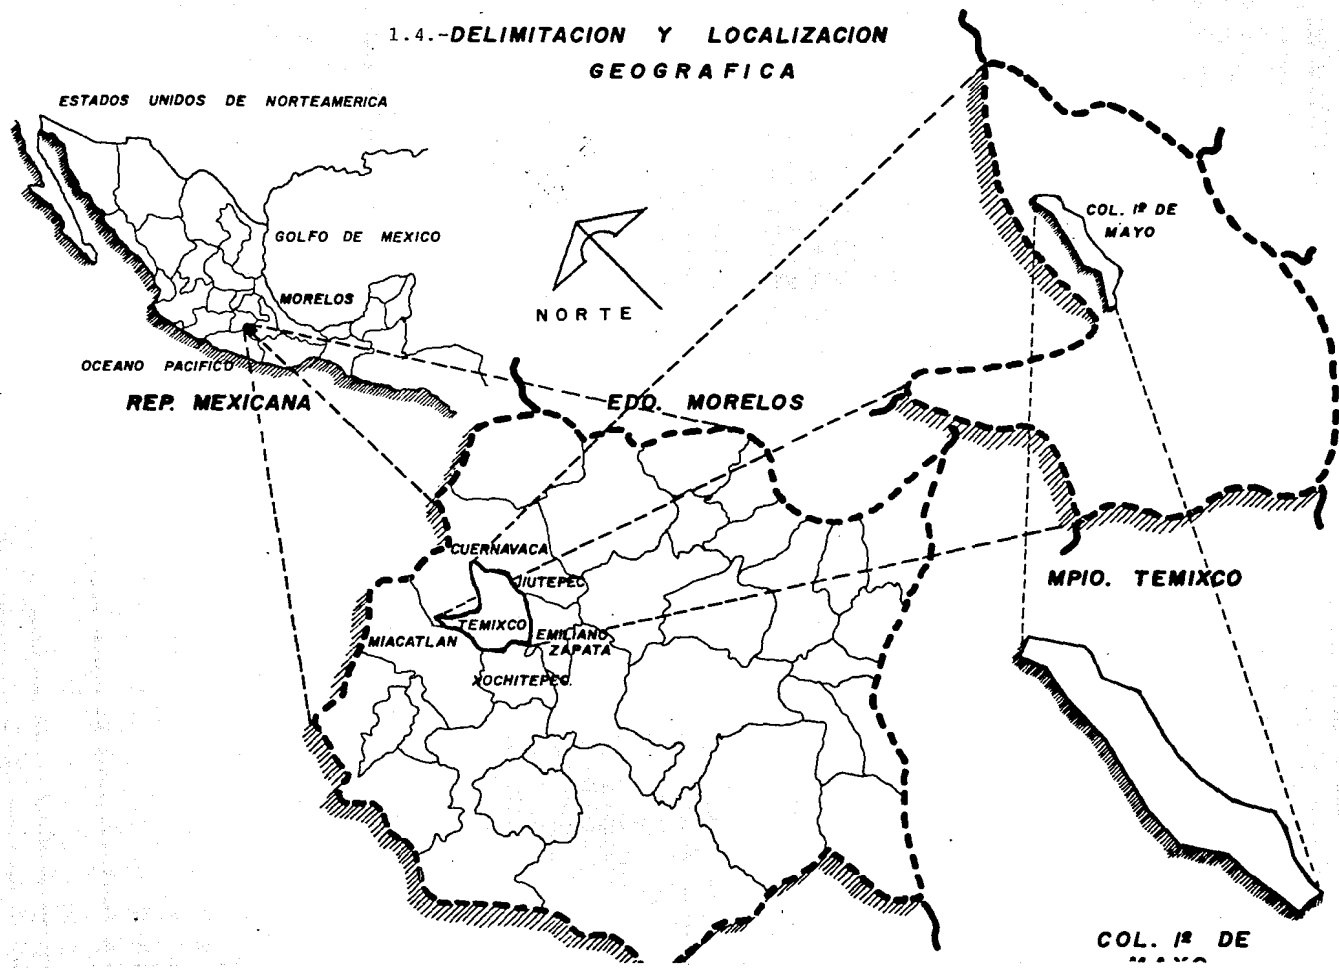 1.4.-DELIMITACION Y LOCALIZACION
GEOGRAFICA
ESTADOS UNIDOS DE NORTEAMERICA
GOLFO DE MEXICO
MORELOS
OCEANO PACIFICO
REP. MEXICANA
NORTE
COL. 1º DE
MAYO
EDO. MORELOS
CUERNAVACA
JIUTEPEC
TEMIXCO
MIACATLAN
EMILIANO
ZAPATA
XOCHITEPEC.
MPIO. TEMIXCO
COL. 1º DE
MAYO